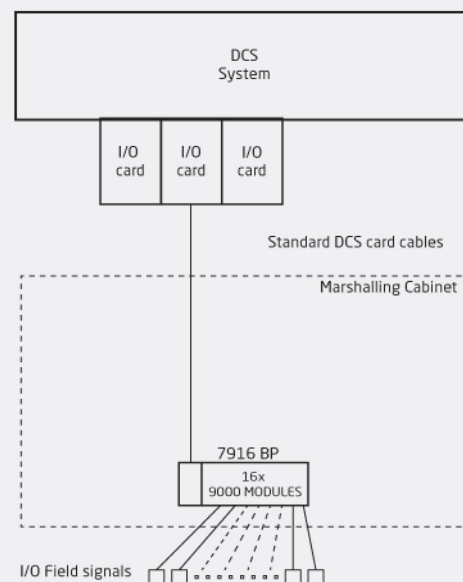 DCS
System
I/O
card
I/O
card
I/O
card
Standard DCS card cables
Marshalling Cabinet
7916 BP
16x
9000 MODULES
I/O Field signals